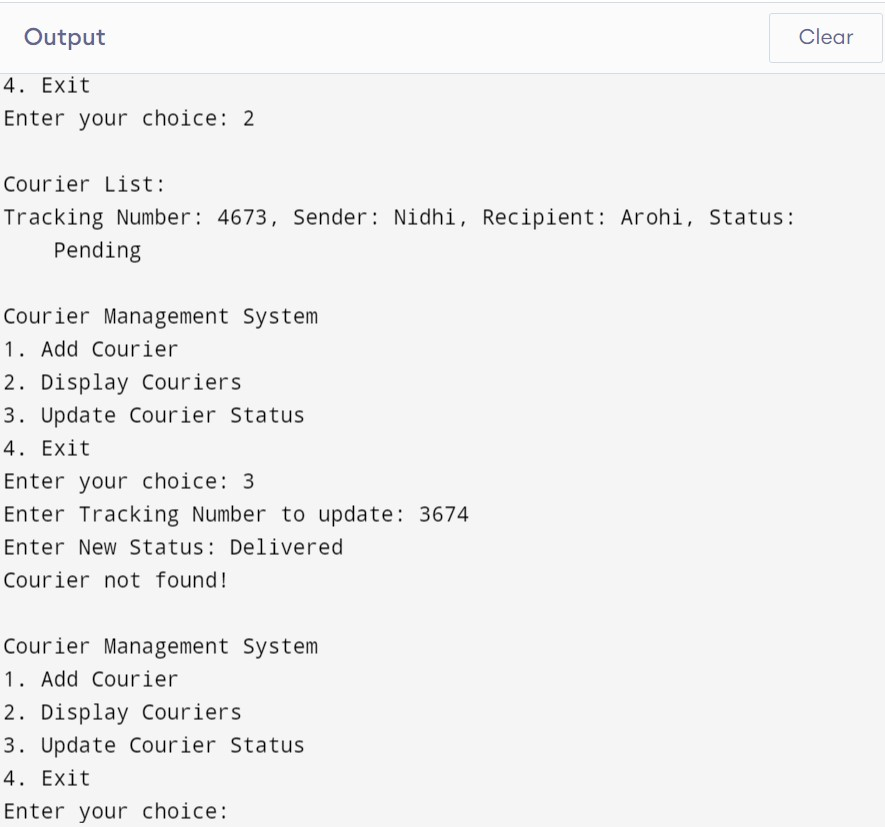 Output
Clear
4. Exit
Enter your choice: 2
Courier List:
Tracking Number: 4673, Sender: Nidhi, Recipient: Arohi, Status:
Pending
Courier Management System
1. Add Courier
2. Display Couriers
3. Update Courier Status
4. Exit
Enter your choice: 3
Enter Tracking Number to update: 3674
Enter New Status: Delivered
Courier not found!
Courier Management System
1. Add Courier
2. Display Couriers
3. Update Courier Status
4. Exit
Enter your choice: